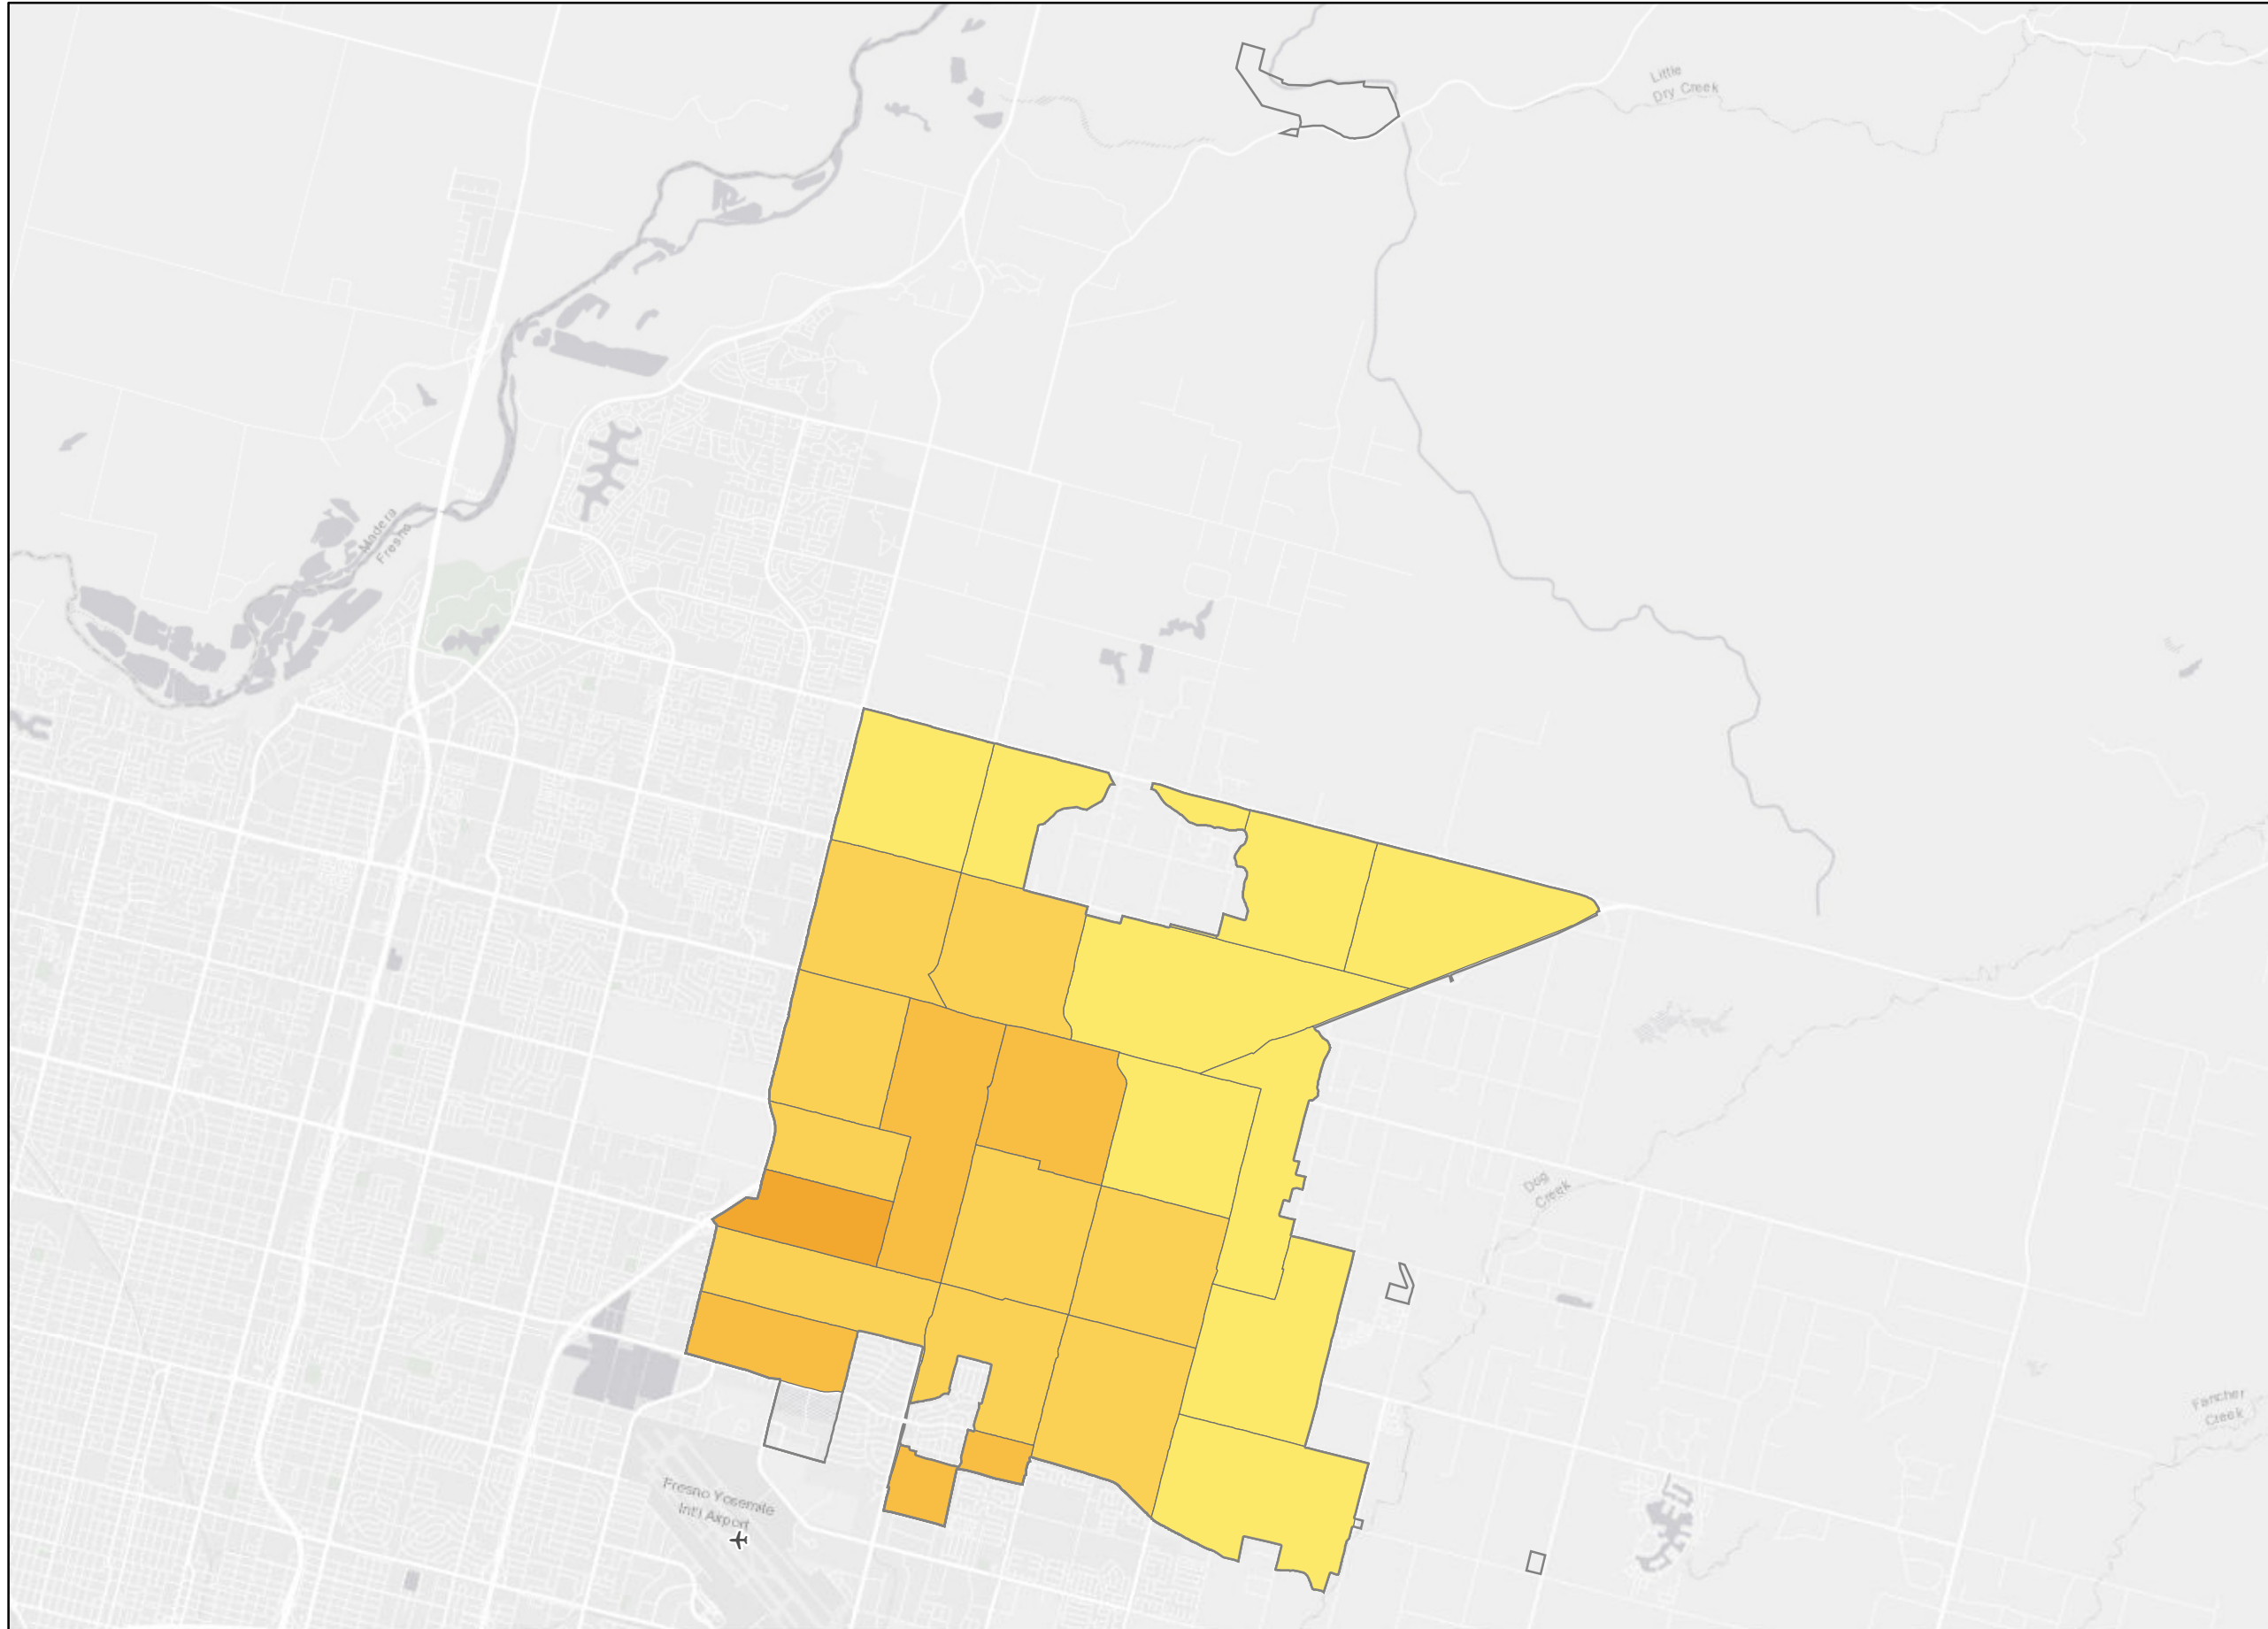 Little
Dry Creek
Madera
Fresno
Dog
Creek
Fancher
Creek
Fresno Yosemite
Int'l Airport